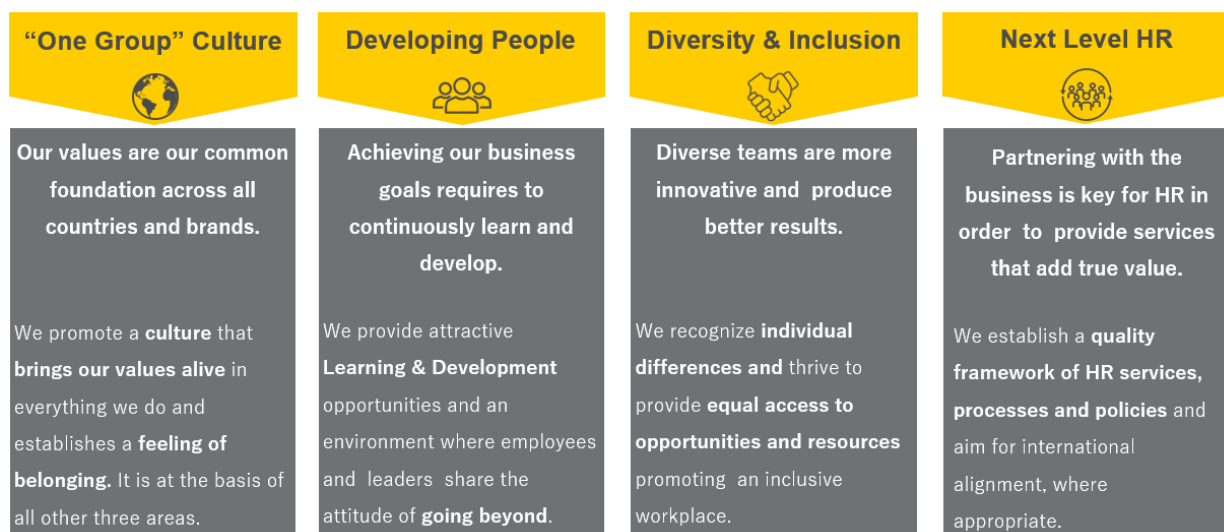 “One Group” Culture
Our values are our common
foundation across all
countries and brands.
We promote a culture that
brings our values alive in
everything we do and
establishes a feeling of
belonging. It is at the basis of
all other three areas.
Developing People
Achieving our business
goals requires to
continuously learn and
develop.
We provide attractive
Learning & Development
opportunities and an
environment where employees
and leaders share the
attitude of going beyond.
Diversity & Inclusion
Diverse teams are more
innovative and produce
better results.
We recognize individual
differences and thrive to
provide equal access to
opportunities and resources
promoting an inclusive
workplace.
Next Level HR
Partnering with the
business is key for HR in
order to provide services
that add true value.
We establish a quality
framework of HR services,
processes and policies and
aim for international
alignment, where
appropriate.